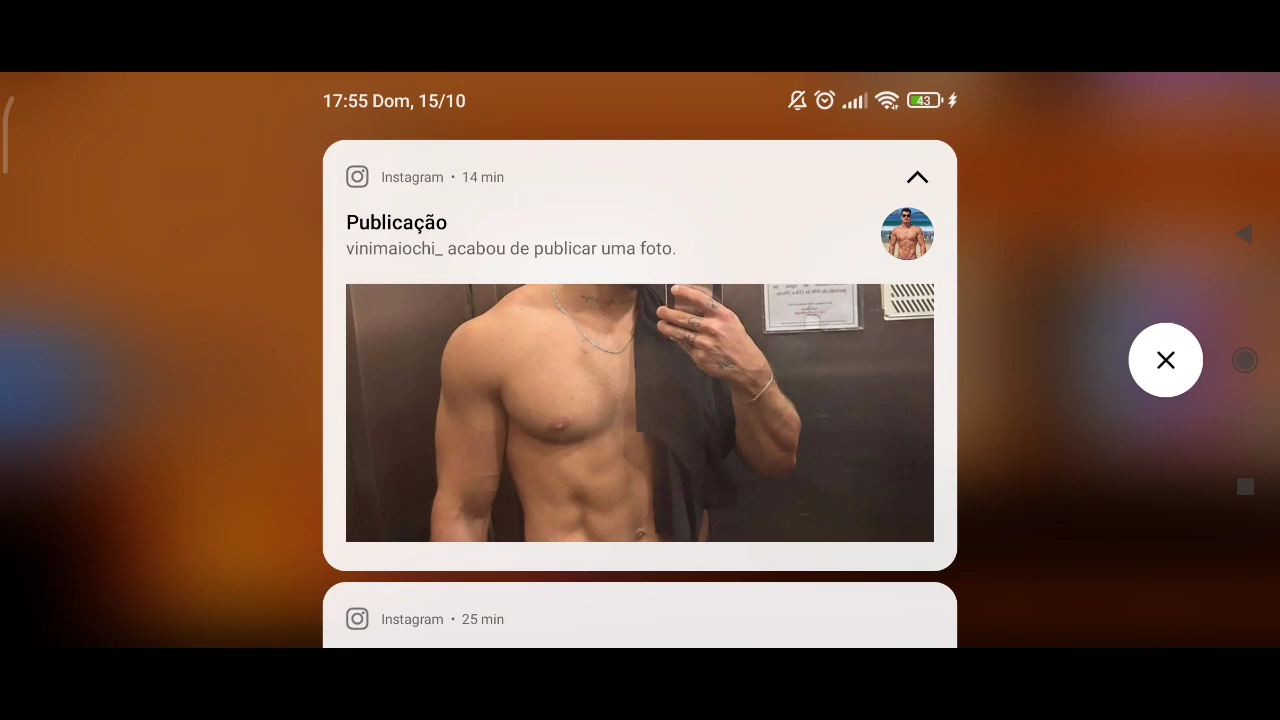 17:55 Dom, 15/10
43
Instagram • 14 min
Publicação
vinimaiochi_ acabou de publicar uma foto.
Instagram • 25 min